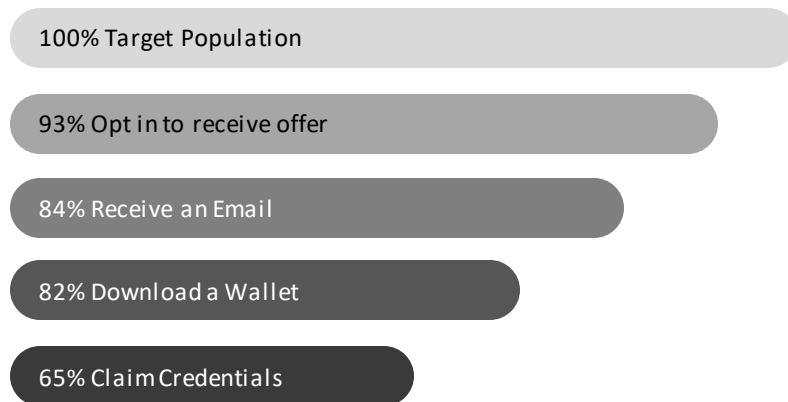 100% Target Population
93% Opt in to receive offer
84% Receive an Email
82% Download a Wallet
65% Claim Credentials